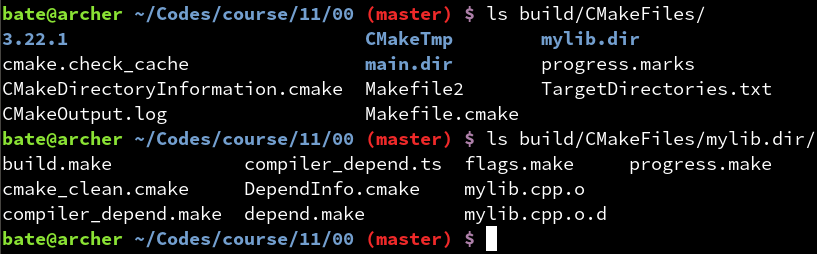 bate@archer ~/Codes/course/11/00 (master) $ ls build/CMakeFiles/
3.22.1 CMakeTmp mylib.dir
cmake.check_cache main.dir progress.marks
CMakeDirectoryInformation.cmake Makefile2 TargetDirectories.txt
CMakeOutput.log Makefile.cmake
bate@archer ~/Codes/course/11/00 (master) $ ls build/CMakeFiles/mylib.dir/
build.make compiler_depend.ts flags.make progress.make
cmake_clean.cmake DependInfo.cmake mylib.cpp.o
compiler_depend.make depend.make mylib.cpp.o.d
bate@archer ~/Codes/course/11/00 (master) $